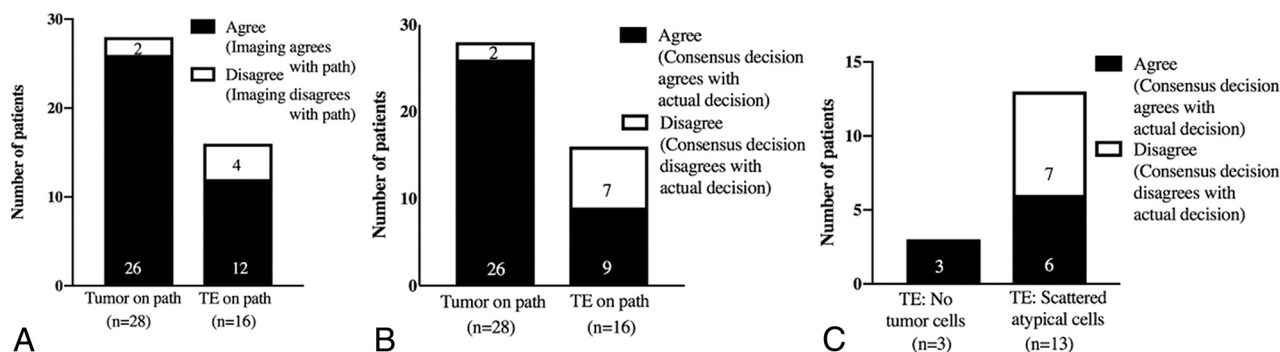 30
20
10
0
Number of patients
2
26
4
12
Tumor on path
(n=28)
TE on path
(n=16)
Agree
(Imaging agrees
with path)
Disagree
(Imaging disagrees
with path)
A
30
20
10
0
Number of patients
2
26
7
9
Tumor on path
(n=28)
TE on path
(n=16)
Agree
(Consensus decision
agrees with
actual decision)
Disagree
(Consensus decision
disagrees with
actual decision)
B
15
10
5
0
Number of patients
3
7
6
TE: No
tumor cells
(n=3)
TE: Scattered
atypical cells
(n=13)
Agree
(Consensus decision
agrees with
actual decision)
Disagree
(Consensus decision
disagrees with
actual decision)
C